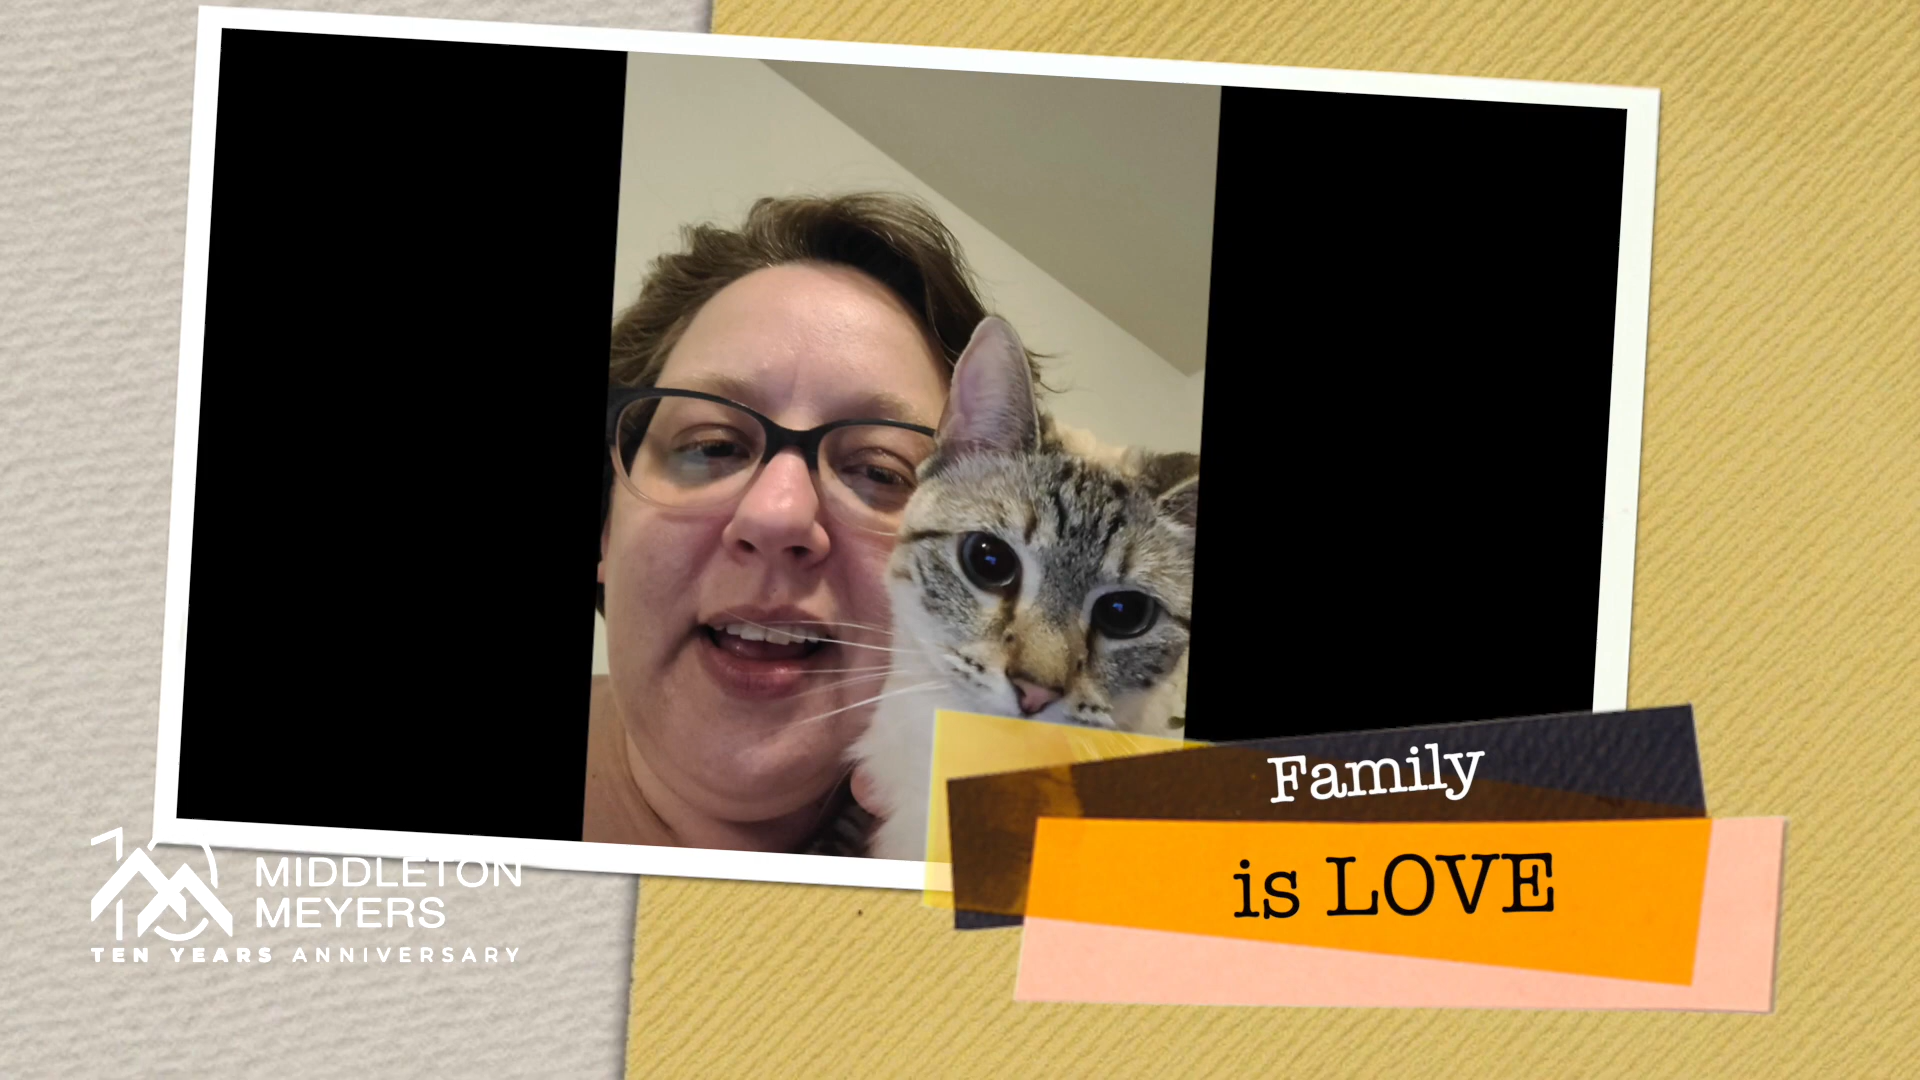 Family
is LOVE
MIDDLETON
MEYERS
TEN YEARS ANNIVERSARY